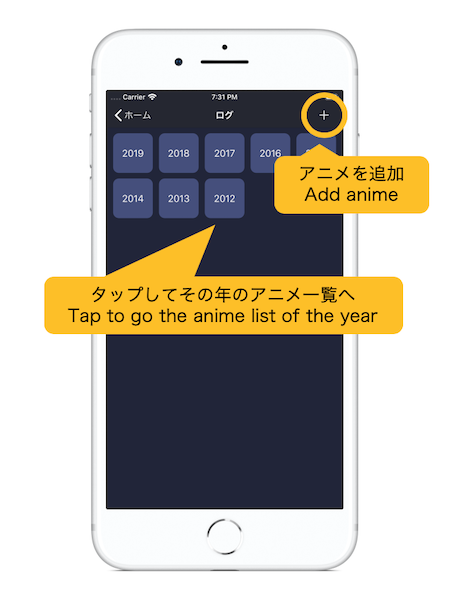 Carrier 7:31 PM
ホーム ログ +
2019 2018 2017 2016
アニメを追加
Add anime
2014 2013 2012
タップしてその年のアニメ一覧へ
Tap to go the anime list of the year